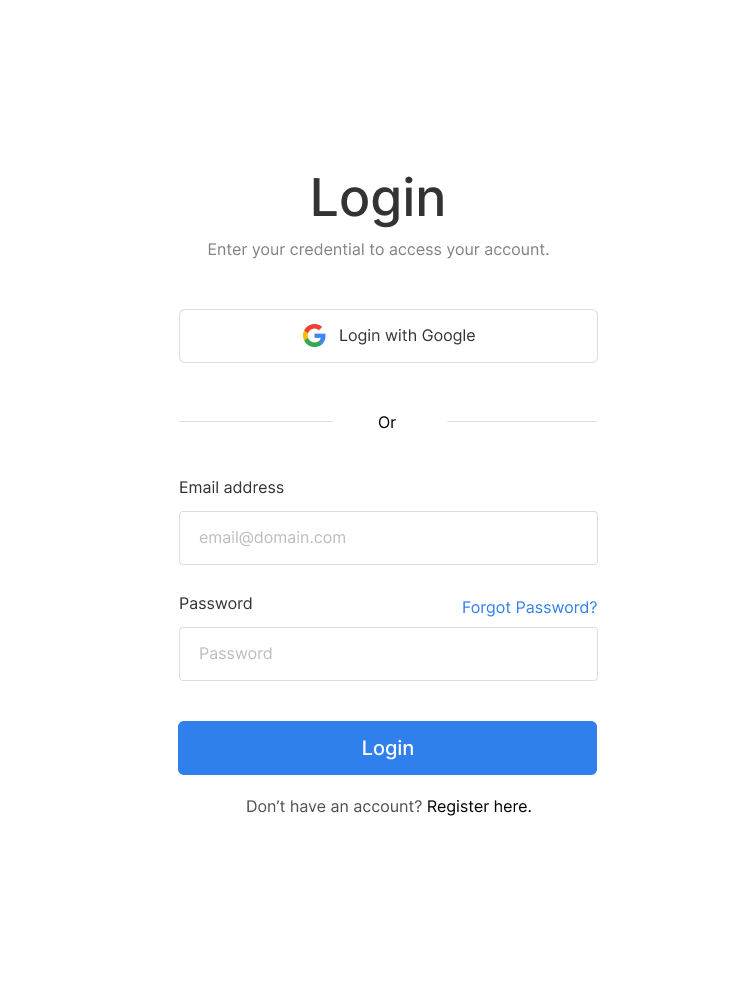 Login
Enter your credential to access your account.
Login with Google
Or
Email address
email@domain.com
Password
Forgot Password?
Password
Login
Don’t have an account? Register here.